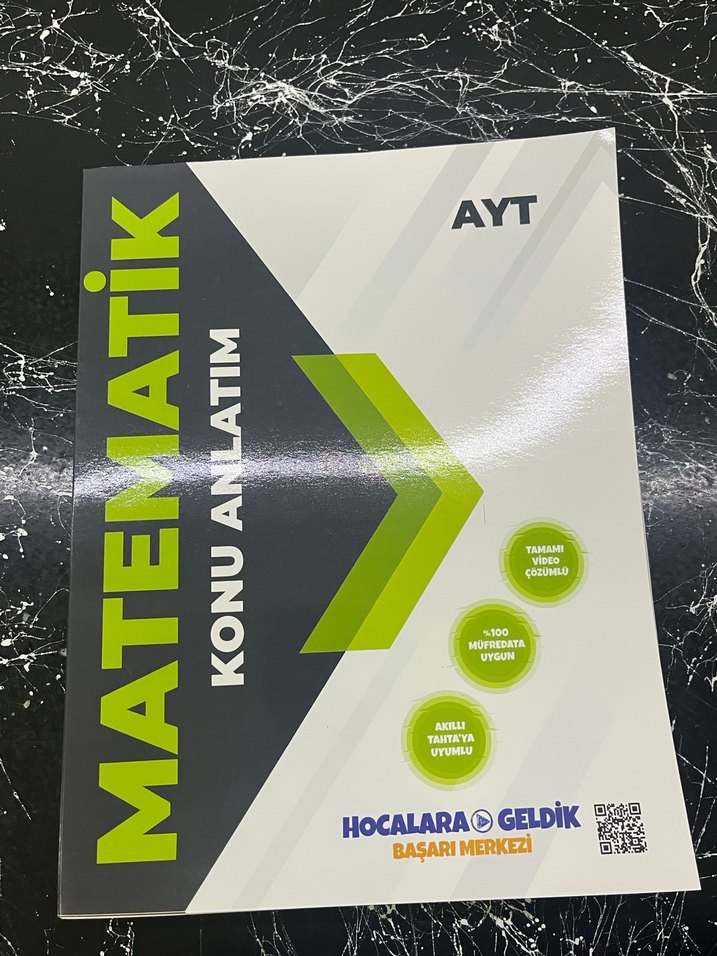 AYT
MATEMATİK
KONU ANLATIM
TAMAMI
VİDEO
ÇÖZÜMLÜ
%100
MÜFREDATA
UYGUN
AKILLI
TAHTA'YA
UYUMLU
HOCALARA GELDİK
BAŞARI MERKEZİ